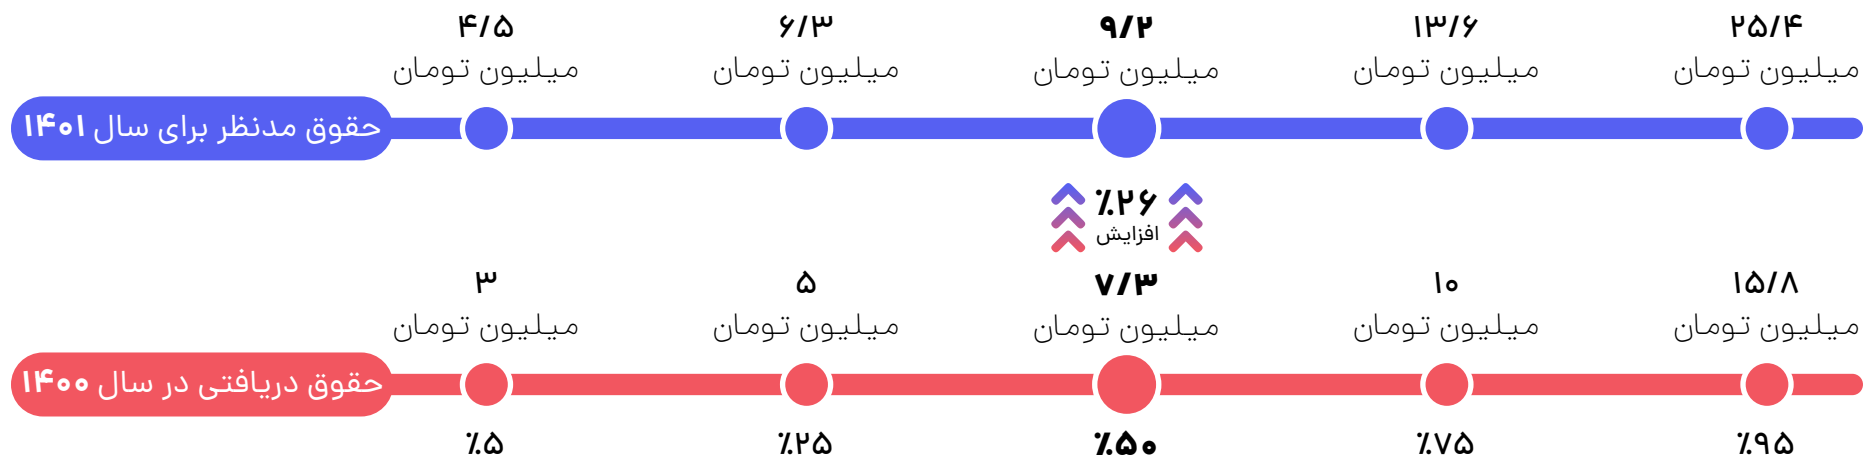 ۴/۵
۶/۳
۹/۲
۱۳/۶
۲۵/۴
میلیون تومان
میلیون تومان
میلیون تومان
میلیون تومان
میلیون تومان
حقوق مدنظر برای سال ۱۴۰۱
٪۲۶
افزایش
۳
۵
۷/۳
۱۰
۱۵/۸
میلیون تومان
میلیون تومان
میلیون تومان
میلیون تومان
میلیون تومان
حقوق دریافتی در سال ۱۴۰۰
٪۵
٪۲۵
٪۵۰
٪۷۵
٪۹۵